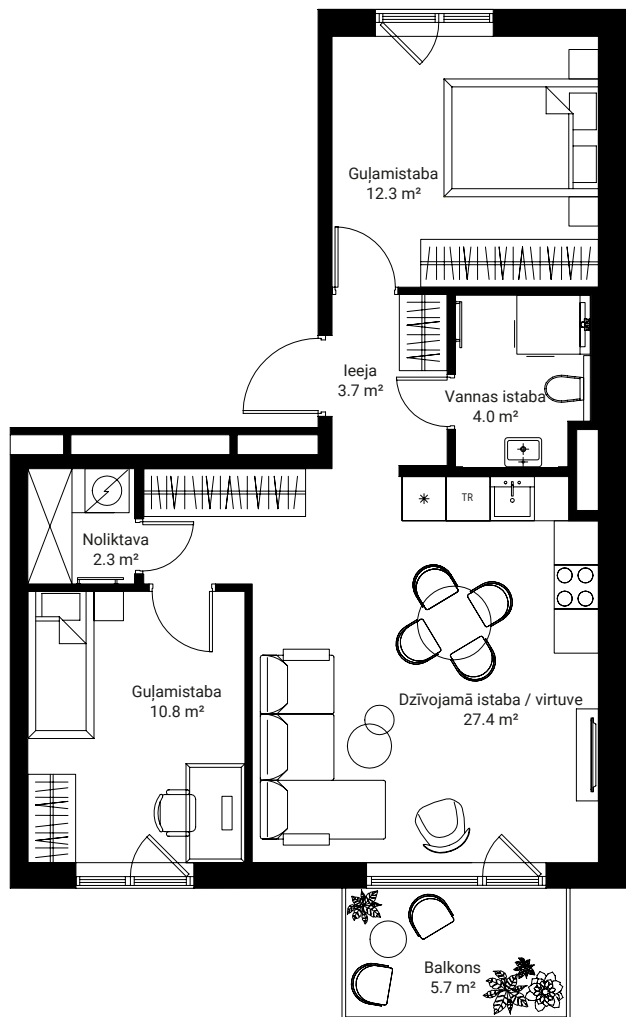 Guļamistaba
12.3 m²
Ieeja
3.7 m²
Vannas istaba
4.0 m²
TR
Noliktava
2.3 m²
Guļamistaba
10.8 m²
Dzīvojamā istaba / virtuve
27.4 m²
Balkons
5.7 m²